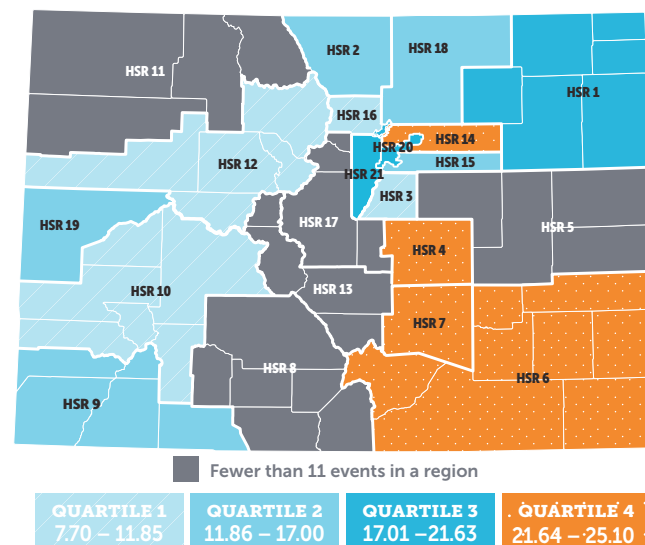 HSR 2
HSR 18
HSR 11
HSR 1
HSR 16
HSR 14
HSR 20
HSR 12
HSR 15
HSR 21
HSR 3
HSR 19
HSR 17
HSR 5
HSR 4
HSR 10
HSR 13
HSR 7
HSR 8
HSR 6
HSR 9
Fewer than 11 events in a region
QUARTILE 1 QUARTILE 2 QUARTILE 3 QUARTILE 4
7.70 – 11.85 11.86 – 17.00 17.01 –21.63 21.64 – 25.10